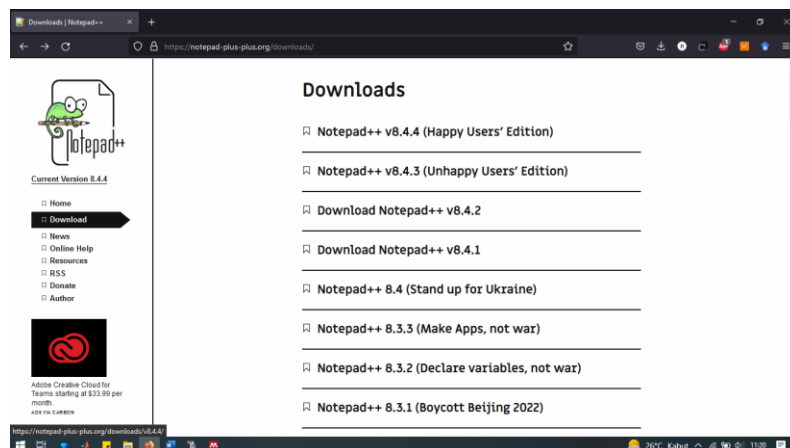 Downloads | Notepad++
https://notepad-plus-plus.org/downloads/
Notepad++
Current Version 8.4.4
Home
Download
News
Online Help
Resources
RSS
Donate
Author
Adobe Creative Cloud for
Teams starting at $33.99 per
month.
ADS VIA CARBON
Downloads
Notepad++ v8.4.4 (Happy Users' Edition)
Notepad++ v8.4.3 (Unhappy Users' Edition)
Download Notepad++ v8.4.2
Download Notepad++ v8.4.1
Notepad++ 8.4 (Stand up for Ukraine)
Notepad++ 8.3.3 (Make Apps, not war)
Notepad++ 8.3.2 (Declare variables, not war)
Notepad++ 8.3.1 (Boycott Beijing 2022)
https://notepad-plus-plus.org/downloads/v8.4.4/
26°C Kabut
11:20